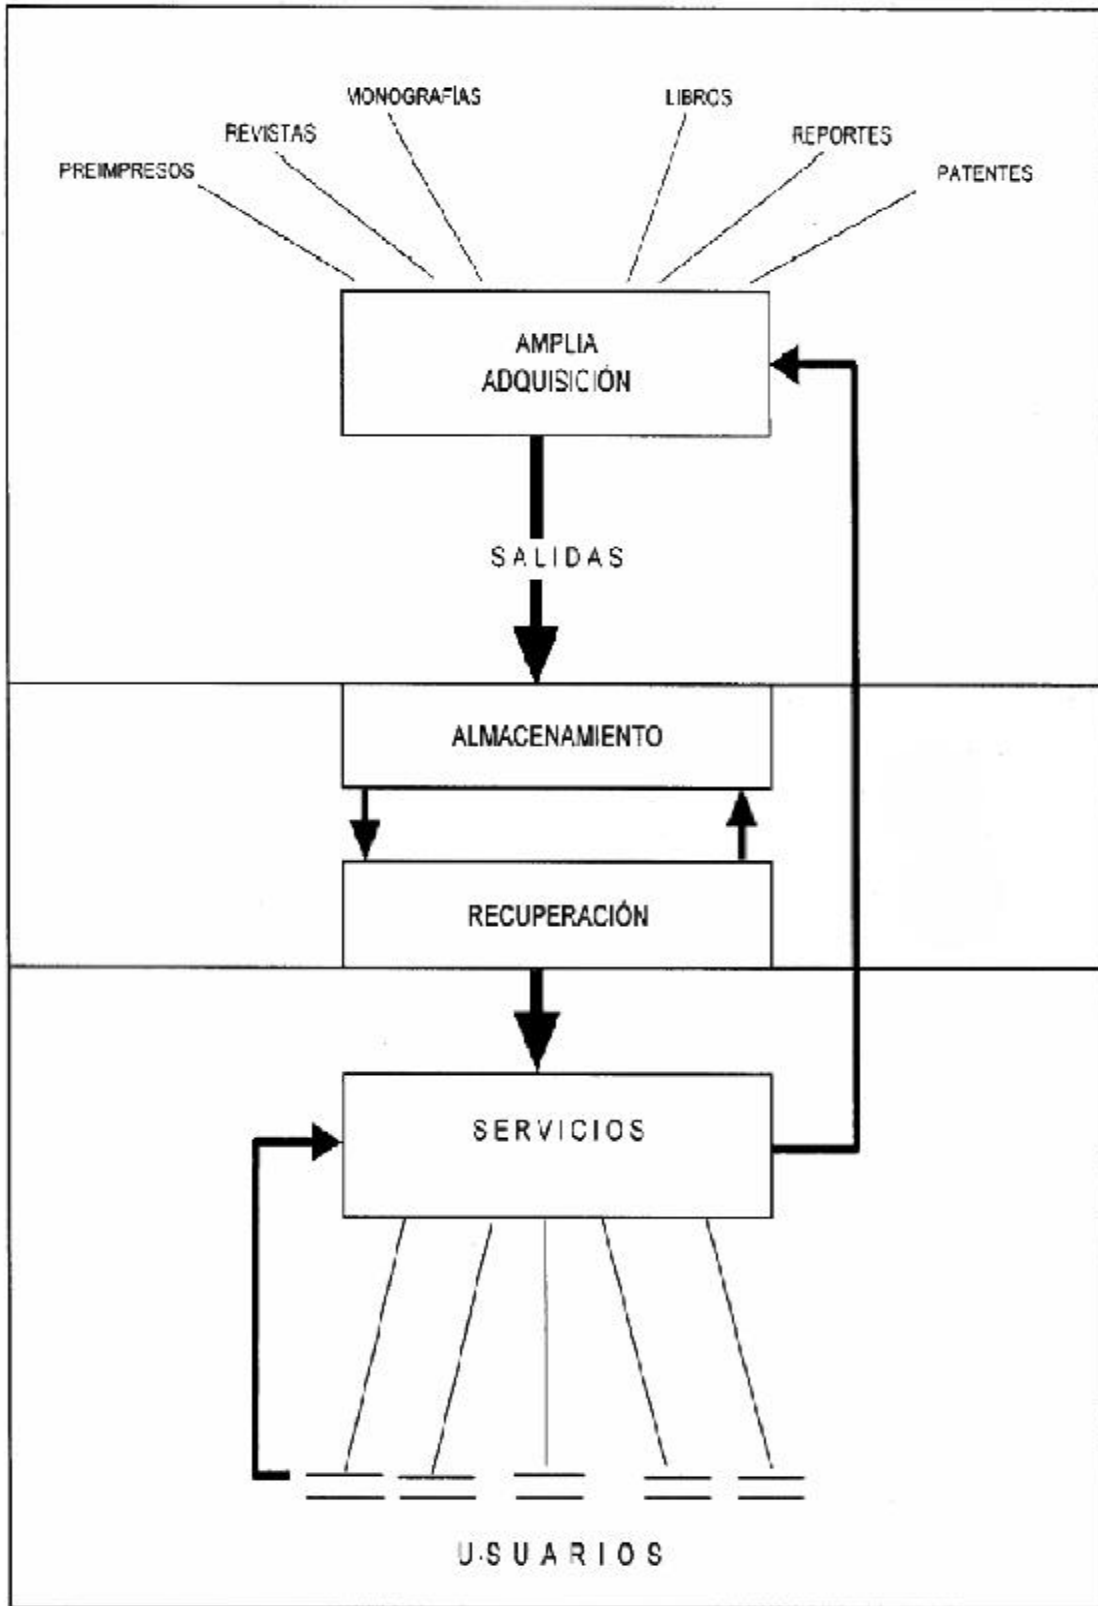 MONOGRAFÍAS
LIBROS
REVISTAS
REPORTES
PREIMPRESOS
PATENTES
AMPLIA
ADQUISICIÓN
SALIDAS
ALMACENAMIENTO
RECUPERACIÓN
SERVICIOS
USUARIOS